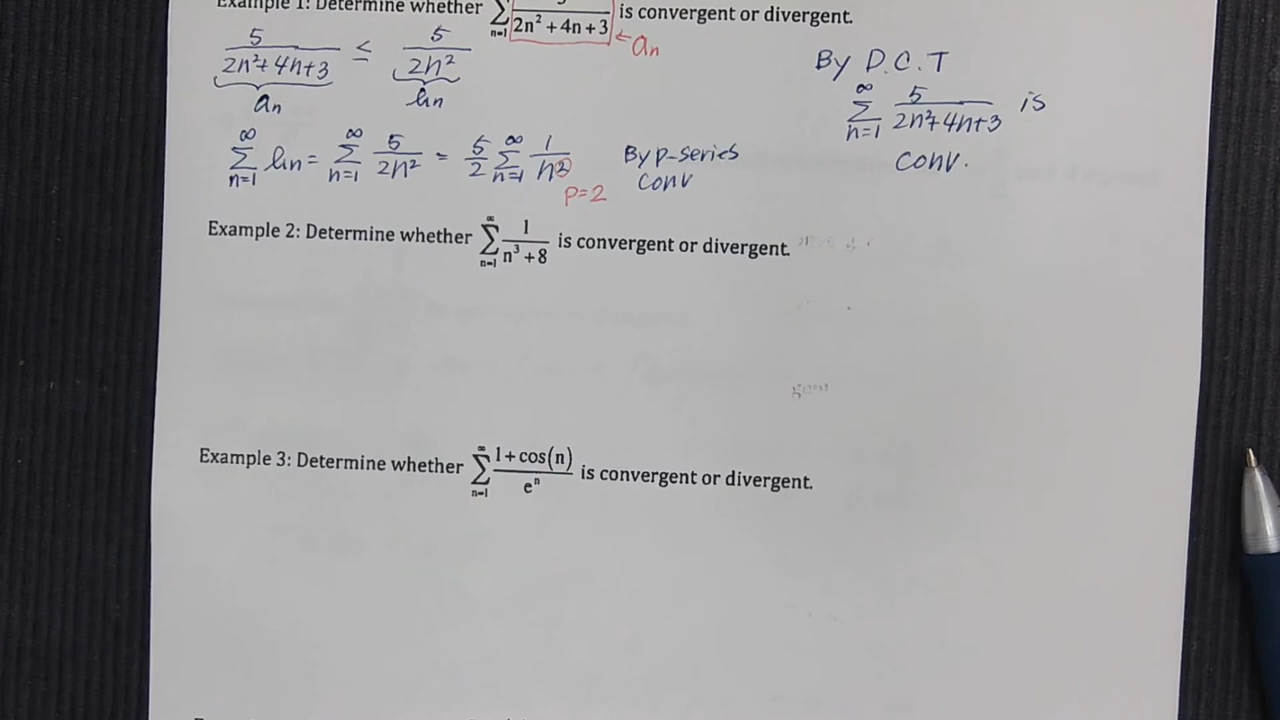 Example 1: Determine whether ∑ n=1 2n² + 4n + 3 is convergent or divergent.
← an
5/(2n²+4n+3) ≤ 5/(2n²)
an bn
∞∑n=1 bn = ∞∑n=1 5/(2n²) = 5/2 ∞∑n=1 1/n² By p-series conv
p=2
By D.C.T
∞∑n=1 5/(2n²+4n+3) is
conv.
Example 2: Determine whether ∞∑n=1 1/(n³+8) is convergent or divergent.
Example 3: Determine whether ∞∑n=1 (1+cos(n))/eⁿ is convergent or divergent.